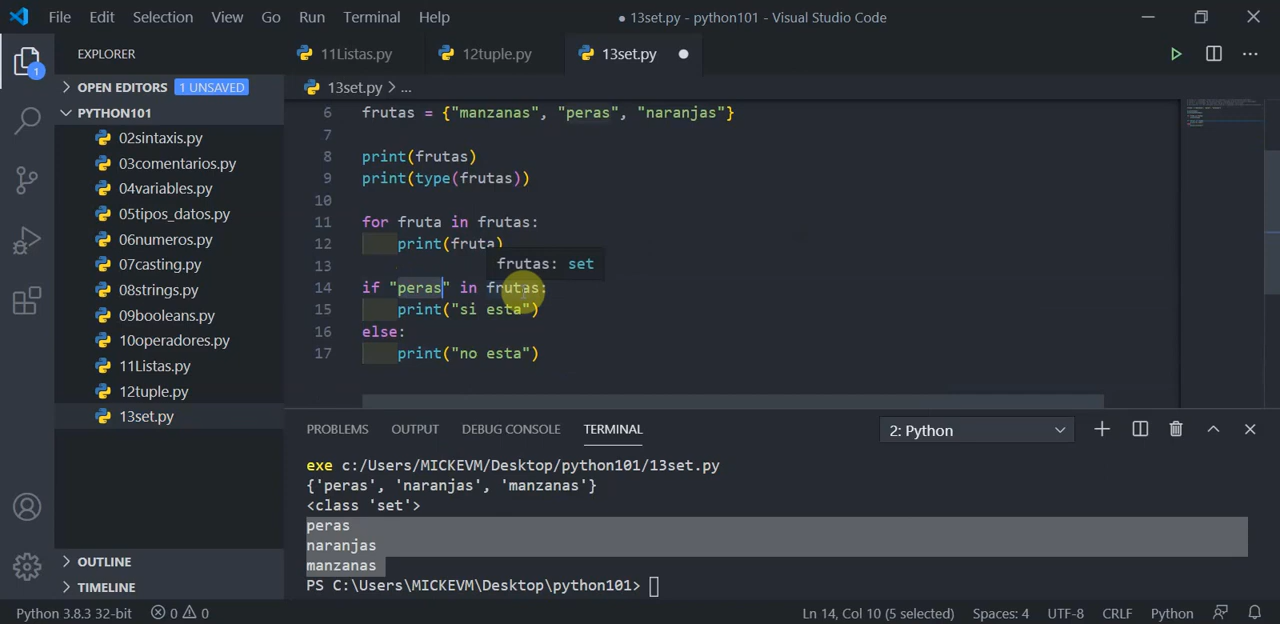 File Edit Selection View Go Run Terminal Help
● 13set.py - python101 - Visual Studio Code
EXPLORER
11Listas.py 12tuple.py 13set.py
OPEN EDITORS 1 UNSAVED
1
PYTHON101
02sintaxis.py
03comentarios.py
04variables.py
05tipos_datos.py
06numeros.py
07casting.py
08strings.py
09booleans.py
10operadores.py
11Listas.py
12tuple.py
13set.py
OUTLINE
TIMELINE
13set.py > ...
6 frutas = {"manzanas", "peras", "naranjas"}
7
8 print(frutas)
9 print(type(frutas))
10
11 for fruta in frutas:
12 print(fruta)
frutas: set
13
14 if "peras" in frutas:
15 print("si esta")
16 else:
17 print("no esta")
PROBLEMS OUTPUT DEBUG CONSOLE TERMINAL 2: Python
exe c:/Users/MICKEVM/Desktop/python101/13set.py
{'peras', 'naranjas', 'manzanas'}
<class 'set'>
peras
naranjas
manzanas
PS C:\Users\MICKEVM\Desktop\python101>
Python 3.8.3 32-bit 0 0 Ln 14, Col 10 (5 selected) Spaces: 4 UTF-8 CRLF Python